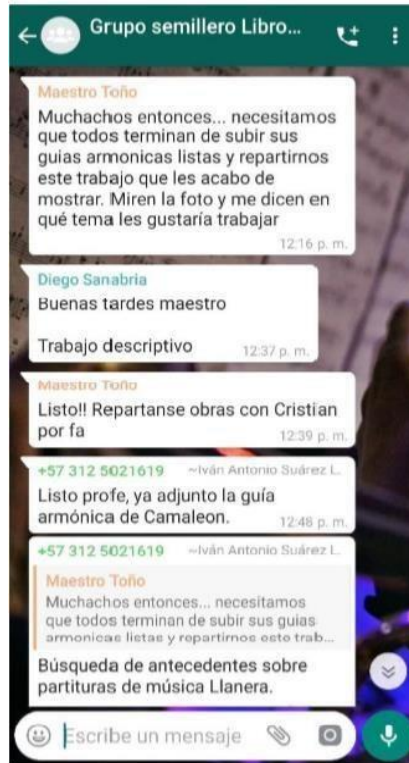 Grupo semillero Libro...
Maestro Toño
Muchachos entonces... necesitamos
que todos terminan de subir sus
guias armonicas listas y repartirnos
este trabajo que les acabo de
mostrar. Miren la foto y me dicen en
qué tema les gustaría trabajar
12:16 p. m.
Diego Sanabria
Buenas tardes maestro
Trabajo descriptivo
12:37 p. m.
Maestro Toño
Listo!! Repartanse obras con Cristian
por fa
12:39 p. m.
+57 312 5021619 ~Iván Antonio Suárez L.
Listo profe, ya adjunto la guía
armónica de Camaleon.
12:48 p. m.
+57 312 5021619 ~Iván Antonio Suárez L.
Maestro Toño
Muchachos entonces... necesitamos
que todos terminan de subir sus guias
armonicas listas y repartirnos este trab...
Búsqueda de antecedentes sobre
partituras de música Llanera.
Escribe un mensaje